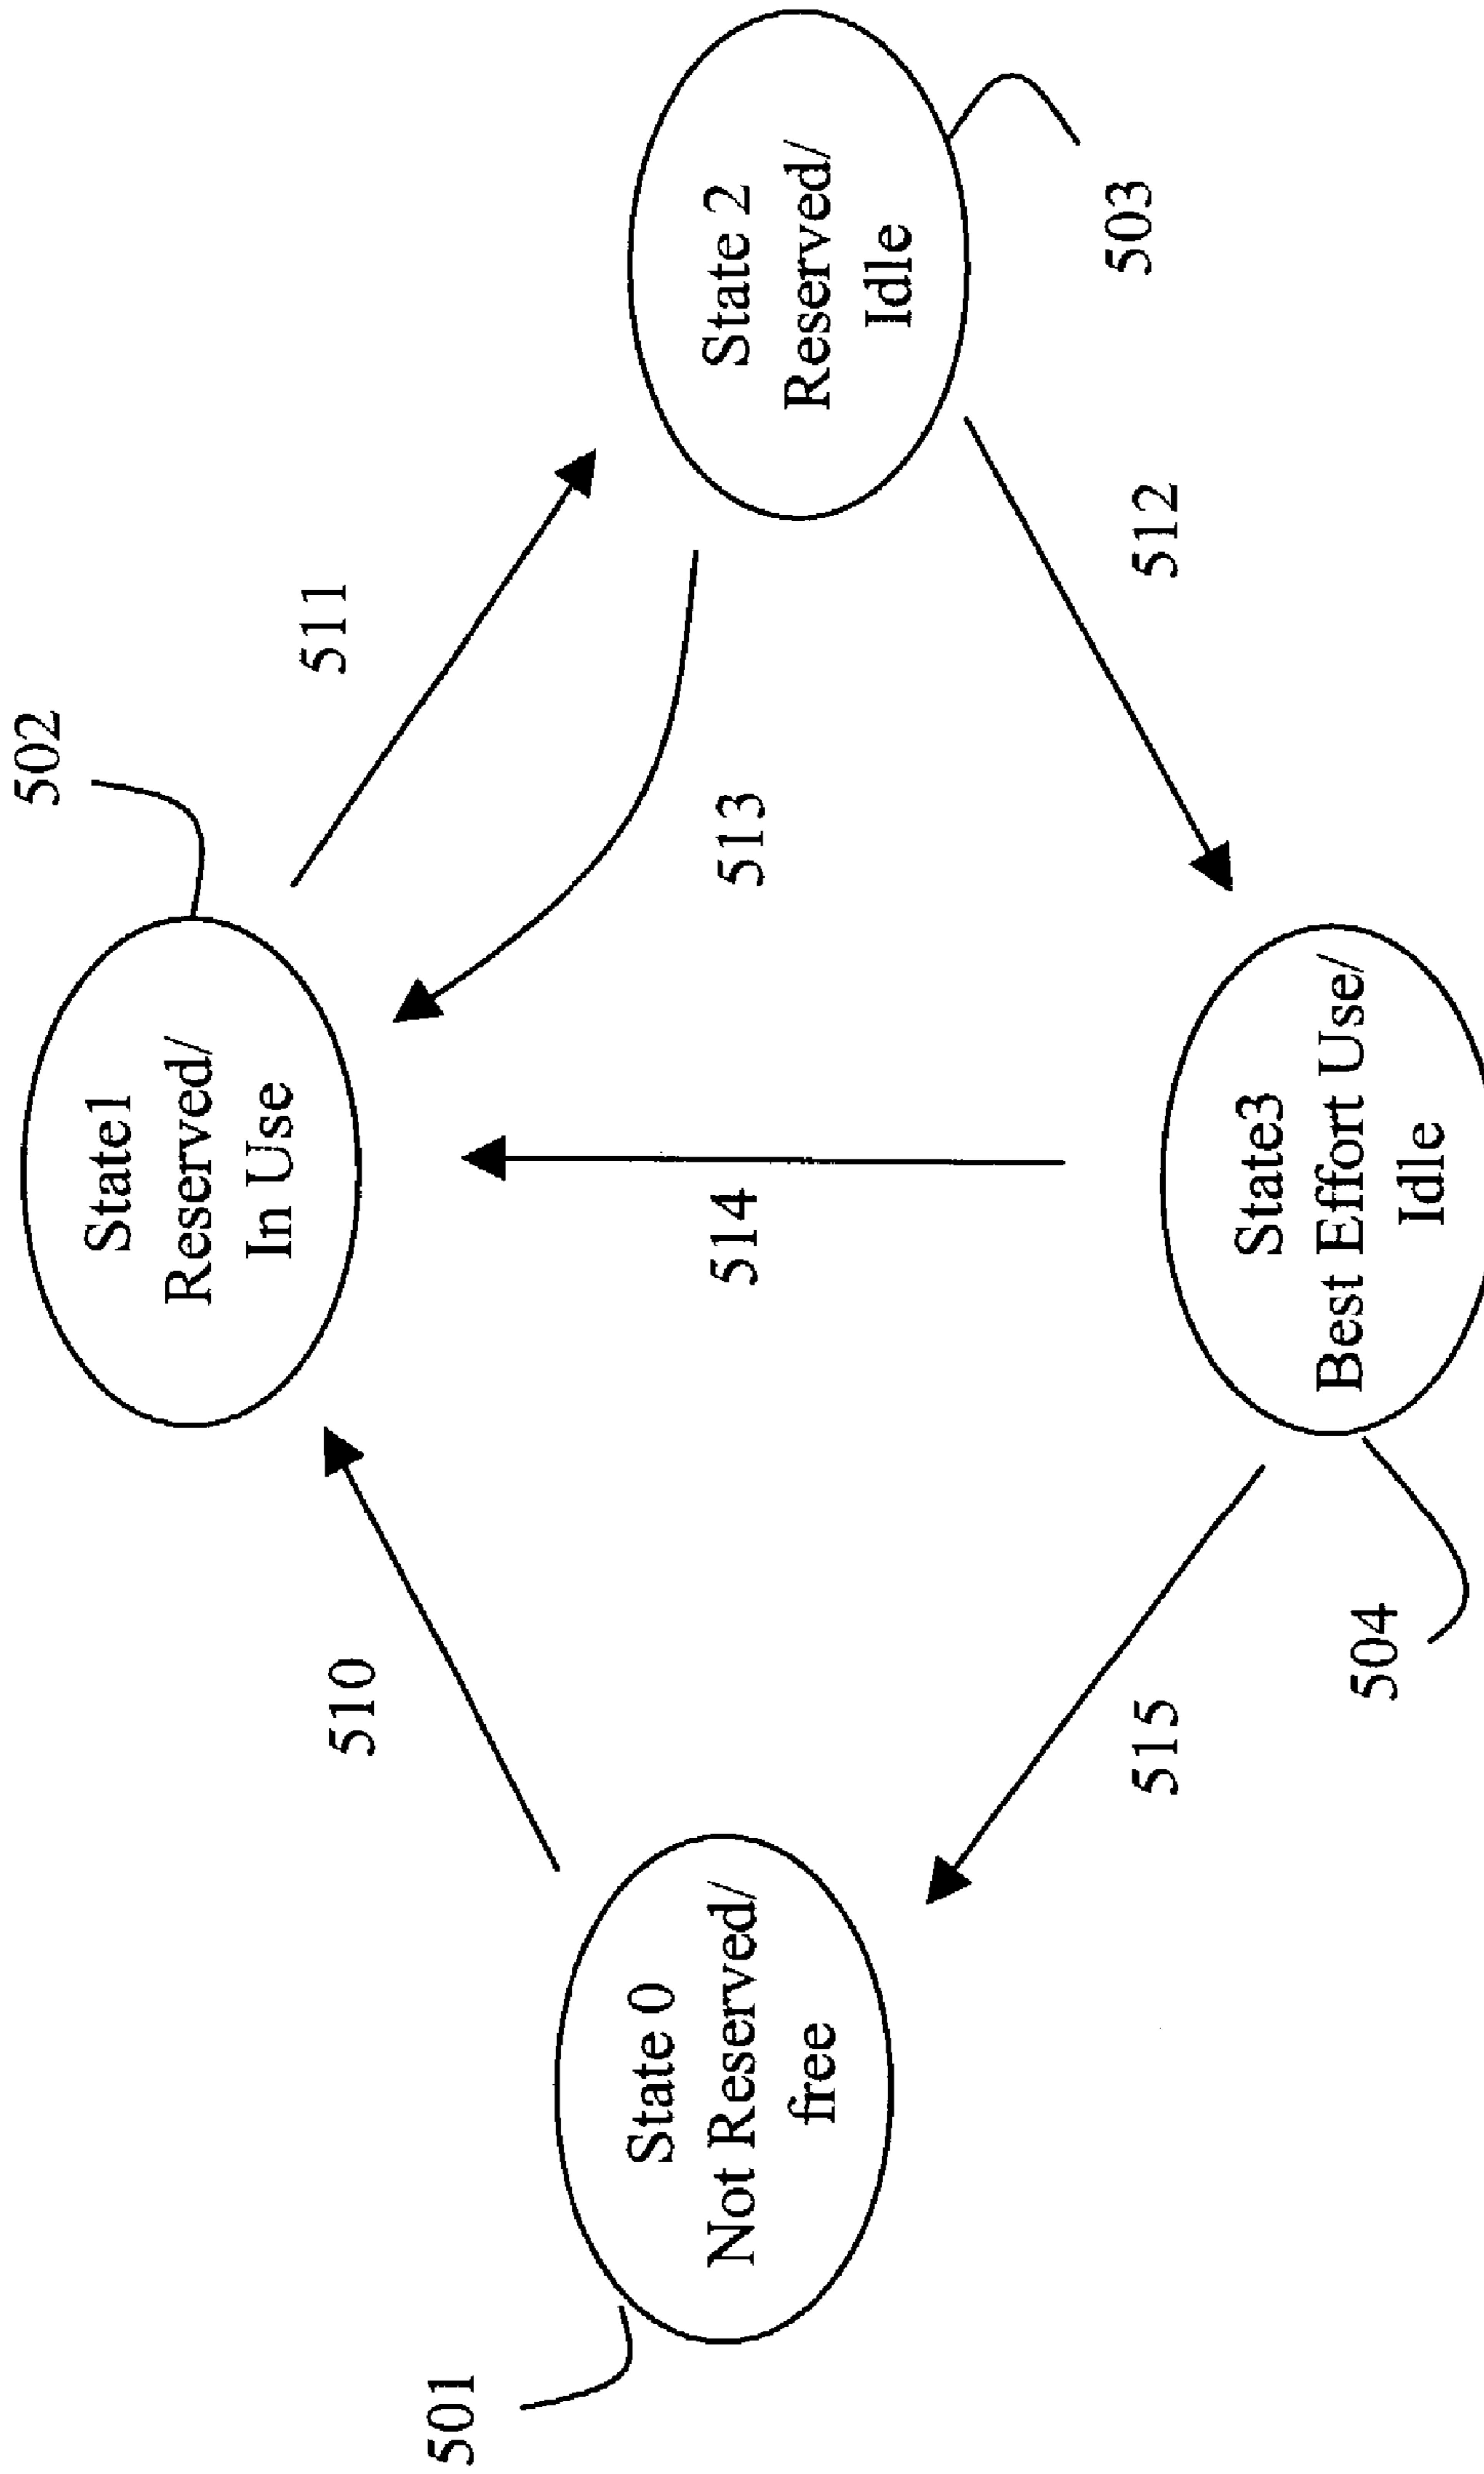 502
State1
Reserved/
In Use
510
511
501
State 0
Not Reserved/
free
514
513
State 2
Reserved/
Idle
503
515
512
State3
Best Effort Use/
Idle
504